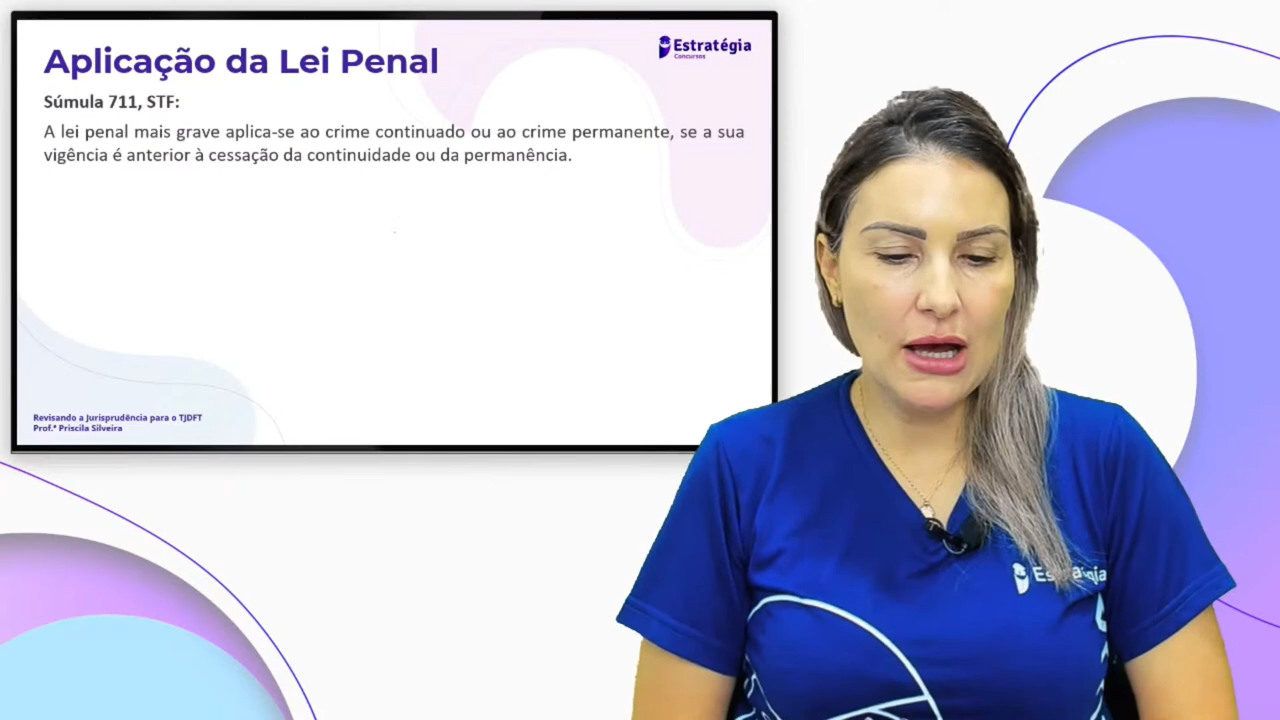 Aplicação da Lei Penal
Estratégia
Concursos
Súmula 711, STF:
A lei penal mais grave aplica-se ao crime continuado ou ao crime permanente, se a sua
vigência é anterior à cessação da continuidade ou da permanência.
Revisando a Jurisprudência para o TJDFT
Prof.ª Priscila Silveira